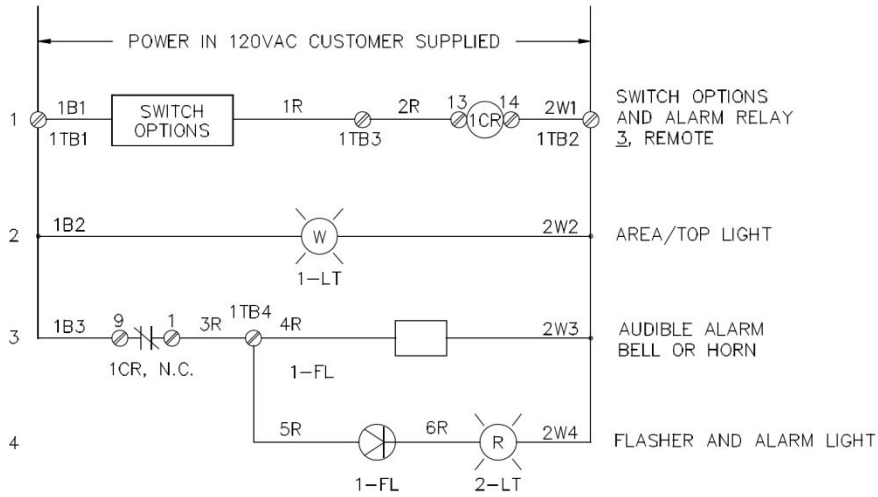 POWER IN 120VAC CUSTOMER SUPPLIED
1
1B1
SWITCH
OPTIONS
1R
2R
13
1CR
14
2W1
1TB1
1TB3
1TB2
SWITCH OPTIONS
AND ALARM RELAY
3, REMOTE
2
1B2
W
2W2
1-LT
AREA/TOP LIGHT
3
1B3
9
1
3R
1TB4
4R
2W3
1CR, N.C.
1-FL
AUDIBLE ALARM
BELL OR HORN
4
5R
6R
R
2W4
1-FL
2-LT
FLASHER AND ALARM LIGHT